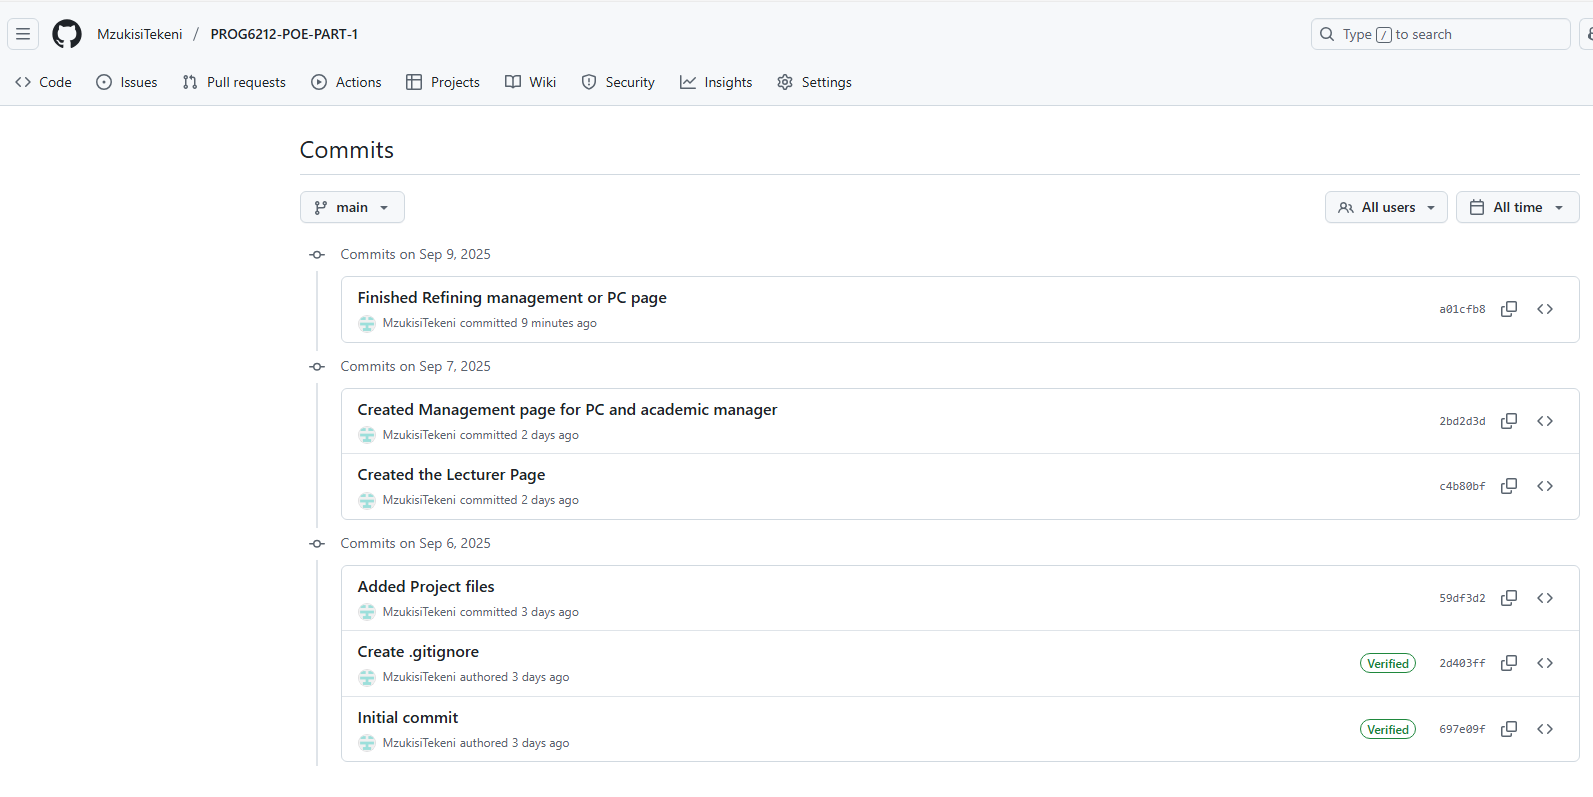 MzukisiTekeni / PROG6212-POE-PART-1
Type / to search
Code Issues Pull requests Actions Projects Wiki Security Insights Settings
Commits
main All users All time
Commits on Sep 9, 2025
Finished Refining management or PC page
MzukisiTekeni committed 9 minutes ago
a01cfb8
Commits on Sep 7, 2025
Created Management page for PC and academic manager
MzukisiTekeni committed 2 days ago
2bd2d3d
Created the Lecturer Page
MzukisiTekeni committed 2 days ago
c4b80bf
Commits on Sep 6, 2025
Added Project files
MzukisiTekeni committed 3 days ago
59df3d2
Create .gitignore
MzukisiTekeni authored 3 days ago
Verified 2d403ff
Initial commit
MzukisiTekeni authored 3 days ago
Verified 697e09f